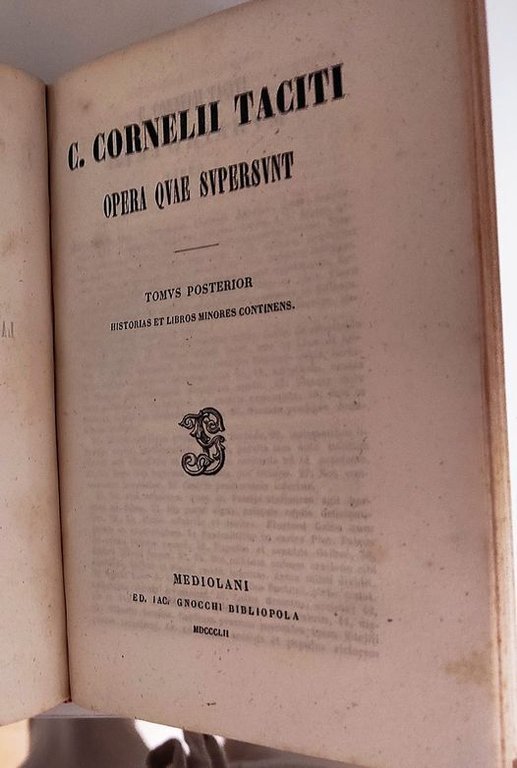 C. CORNELII TACITI
OPERA QVAE SVPERSVNT
TOMVS POSTERIOR
HISTORIAS ET LIBROS MINORES CONTINENS.
MEDIOLANI
ED. IAC. GNOCCHI BIBLIOPOLA
MDCCCLII